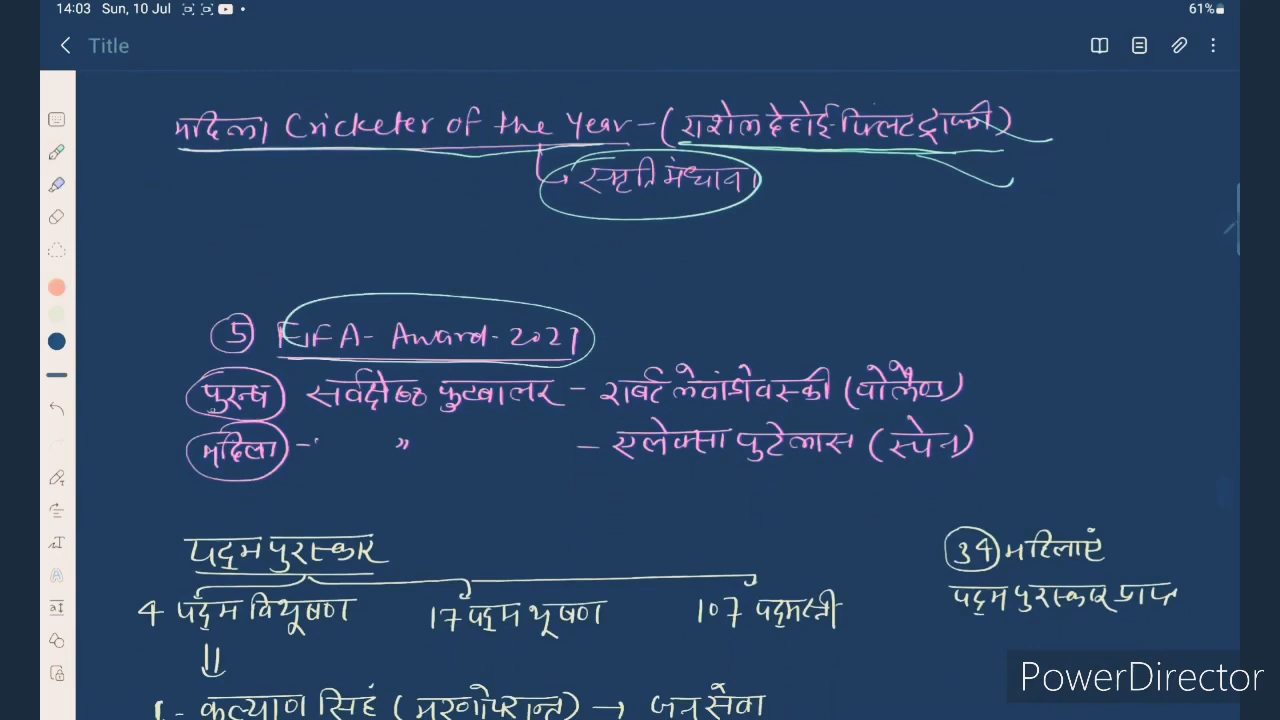 14:03 Sun, 10 Jul • 61%
Title
महिला Cricketer of the Year - (राशेल देहोई-फ्लिंट ट्राफी)
स्मृति मंधाना
5 FIFA - Award - 2021
पुरूष सर्वक्षेष्ठ फुटबालर - राबर्ट लेवांडोवस्की (पोलैण्ड)
महिला - " - एलेक्सा पुटेलास (स्पेन)
पद्म पुरस्कार 34 महिलाएं
4 पद्म विभूषण 17 पद्म भूषण 107 पद्मश्री पद्म पुरस्कार प्राप्त
1 - कल्याण सिहं (मरणोपरान्त) → जन सेवा
PowerDirector